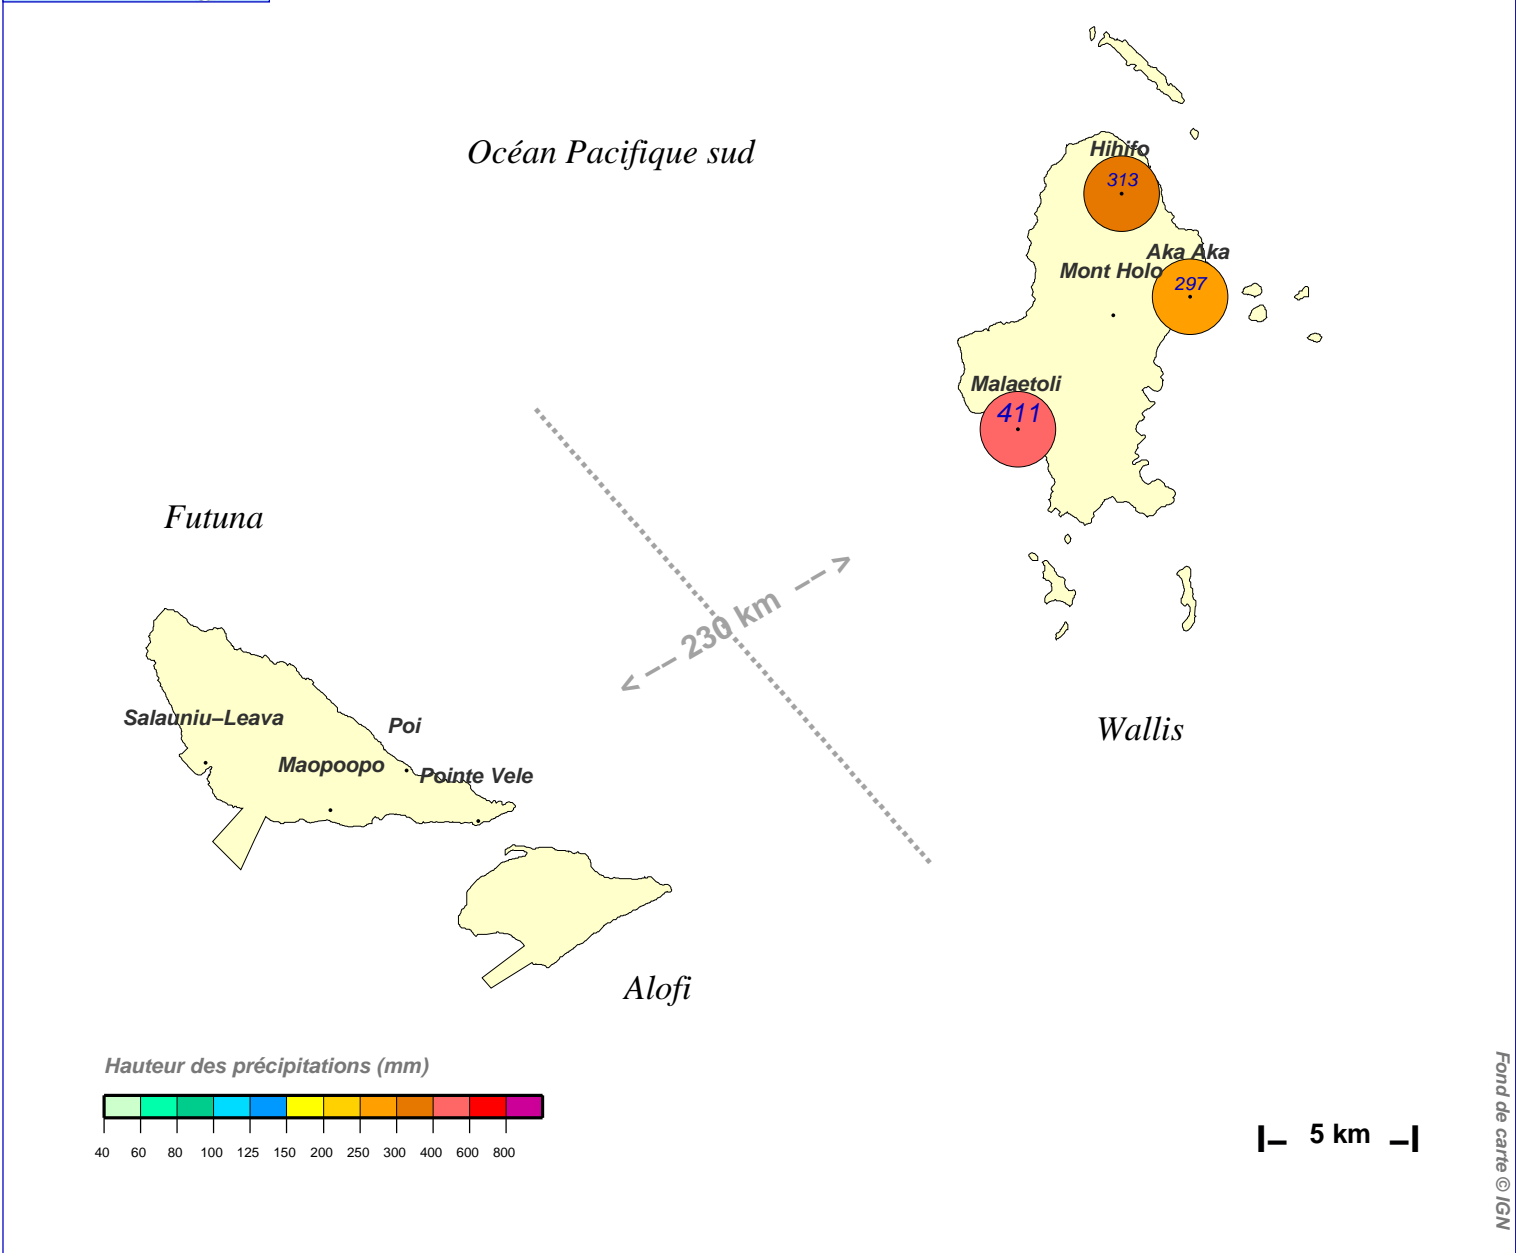 Océan Pacifique sud
Hihifo
313
Aka Aka
Mont Holo
297
Malaetoli
411
Futuna
230 km
Salauniu–Leava
Poi
Maopoopo
Pointe Vele
Wallis
Alofi
Hauteur des précipitations (mm)
40 60 80 100 125 150 200 250 300 400 600 800
5 km
Fond de carte © IGN